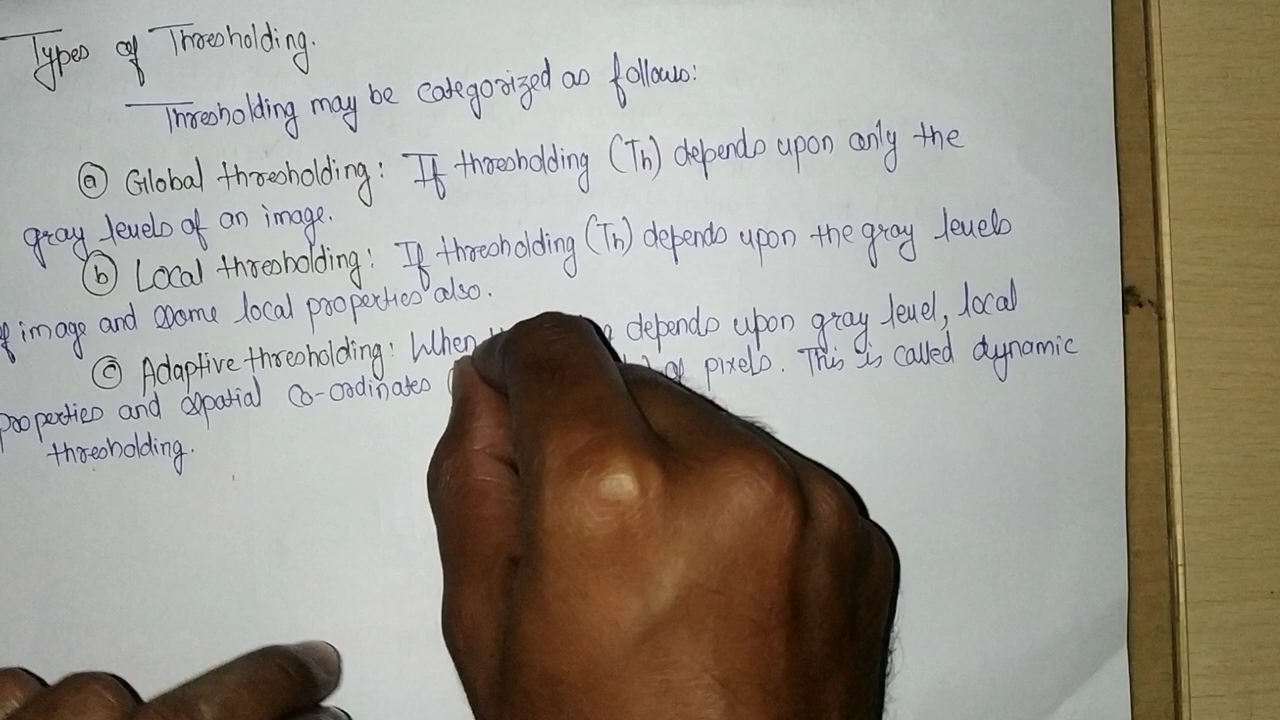 Types of Thresholding.
Thresholding may be categorized as follows:
(a) Global thresholding: If thresholding (Th) depends upon only the
gray levels of an image.
(b) Local thresholding: If thresholding (Th) depends upon the gray levels
of image and some local properties also.
(c) Adaptive thresholding: When depends upon gray level, local
properties and spatial co-ordinates of pixels. This is called dynamic
thresholding.